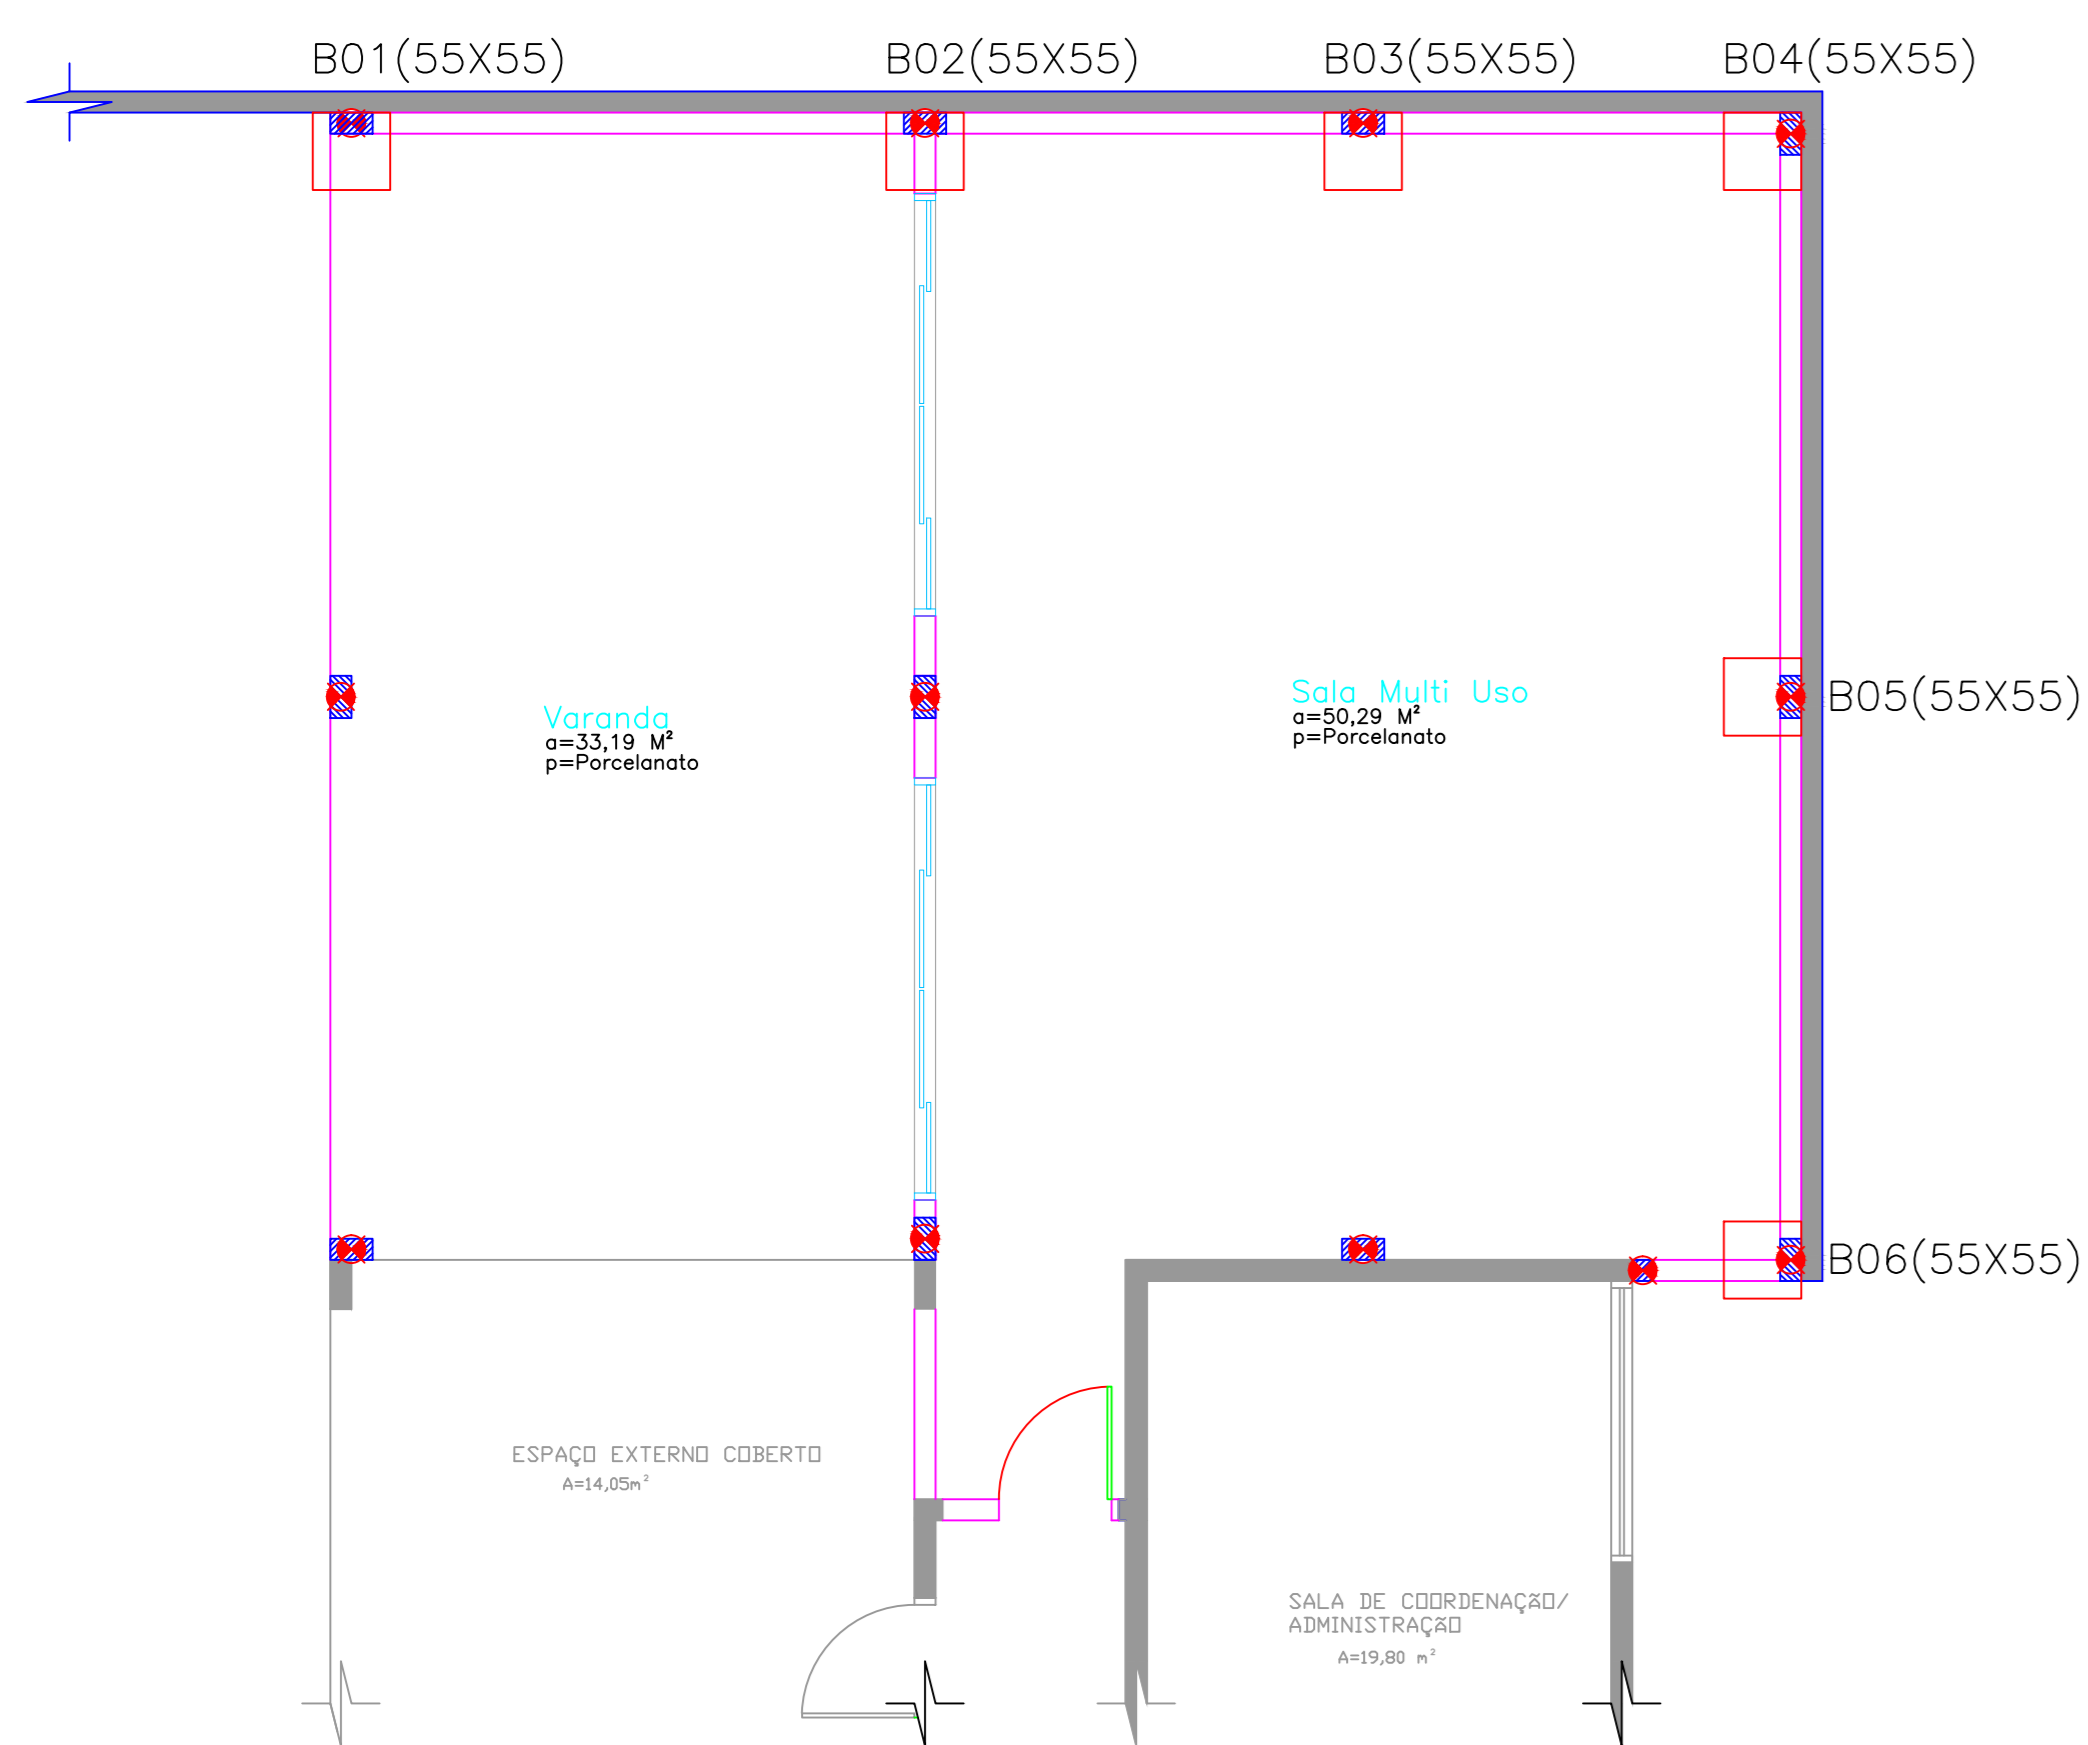 B01(55X55)
B02(55X55)
B03(55X55)
B04(55X55)
Sala Multi Uso
a=50,29 M²
p=Porcelanato
B05(55X55)
Varanda
a=33,19 M²
p=Porcelanato
B06(55X55)
ESPAÇO EXTERNO COBERTO
A=14,05m²
SALA DE COORDENAÇÃO/
ADMINISTRAÇÃO
A=19,80 m²